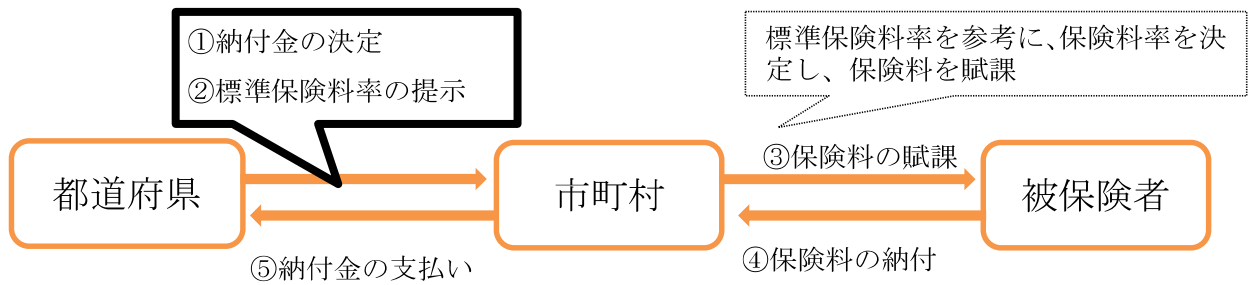 ①納付金の決定
②標準保険料率の提示
標準保険料率を参考に、保険料率を決
定し、保険料を賦課
都道府県
市町村
③保険料の賦課
被保険者
⑤納付金の支払い
④保険料の納付